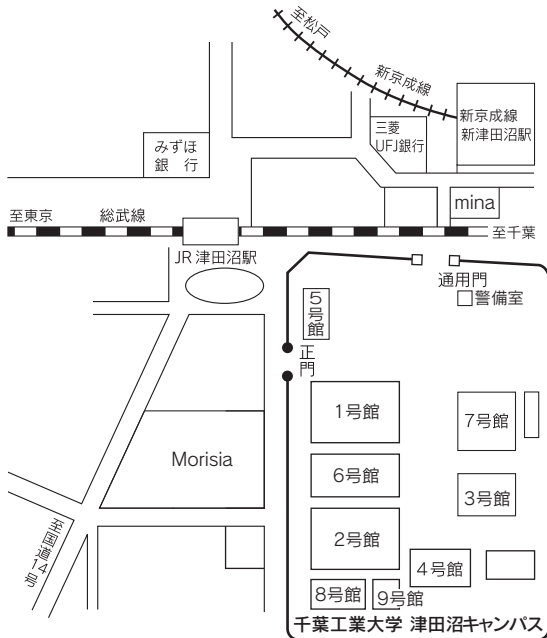 至松戸
新京成線
新京成線
新津田沼駅
三菱
UFJ銀行
みずほ
銀 行
mina
至東京
総武線
至千葉
JR 津田沼駅
通用門
警備室
5号館
正門
1号館
7号館
Morisia
6号館
3号館
2号館
至国道14号
4号館
8号館
9号館
千葉工業大学 津田沼キャンパス